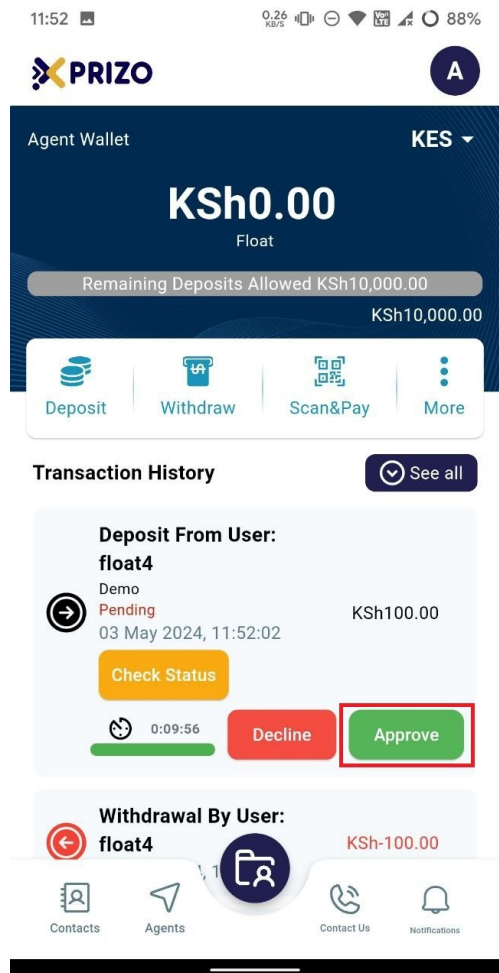 11:52
0.26 KB/S Vo)) LTE 88%
PRIZO
A
Agent Wallet
KES
KSh0.00
Float
Remaining Deposits Allowed KSh10,000.00
KSh10,000.00
Deposit
Withdraw
Scan&Pay
More
Transaction History
See all
Deposit From User:
float4
Demo
Pending
KSh100.00
03 May 2024, 11:52:02
Check Status
0:09:56
Decline
Approve
Withdrawal By User:
float4
KSh-100.00
Contacts
Agents
Contact Us
Notifications